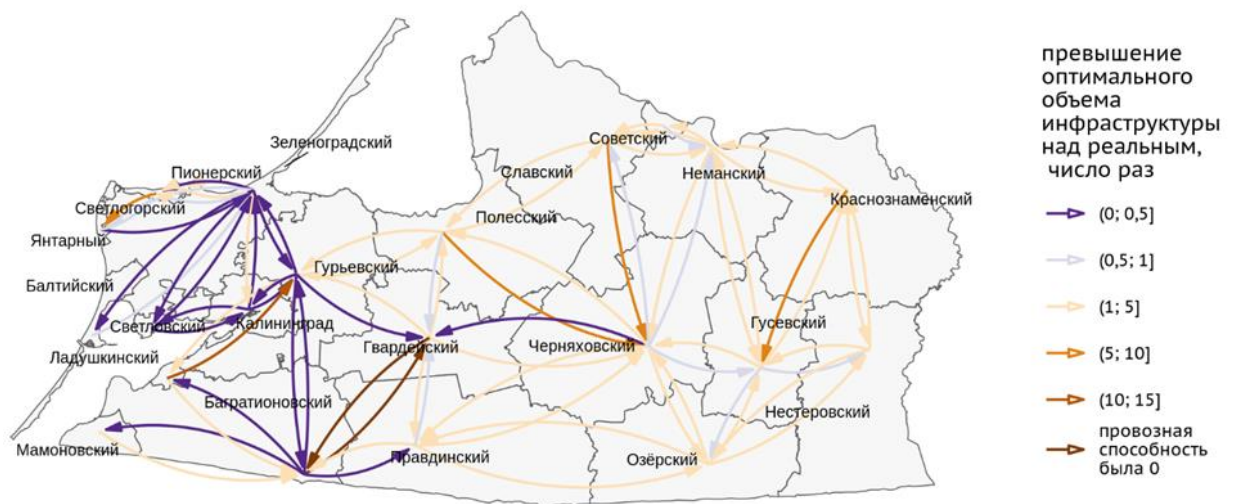 Зеленоградский
Пионерский
Светлогорский
Янтарный
Балтийский
Светловский
Калининград
Ладушкинский
Гурьевский
Полесский
Славский
Советский
Неманский
Краснознаменский
Гвардейский
Черняховский
Гусевский
Багратионовский
Нестеровский
Мамоновский
Правдинский
Озёрский
превышение
оптимального
объема
инфраструктуры
над реальным,
число раз
(0; 0,5]
(0,5; 1]
(1; 5]
(5; 10]
(10; 15]
провозная
способность
была 0